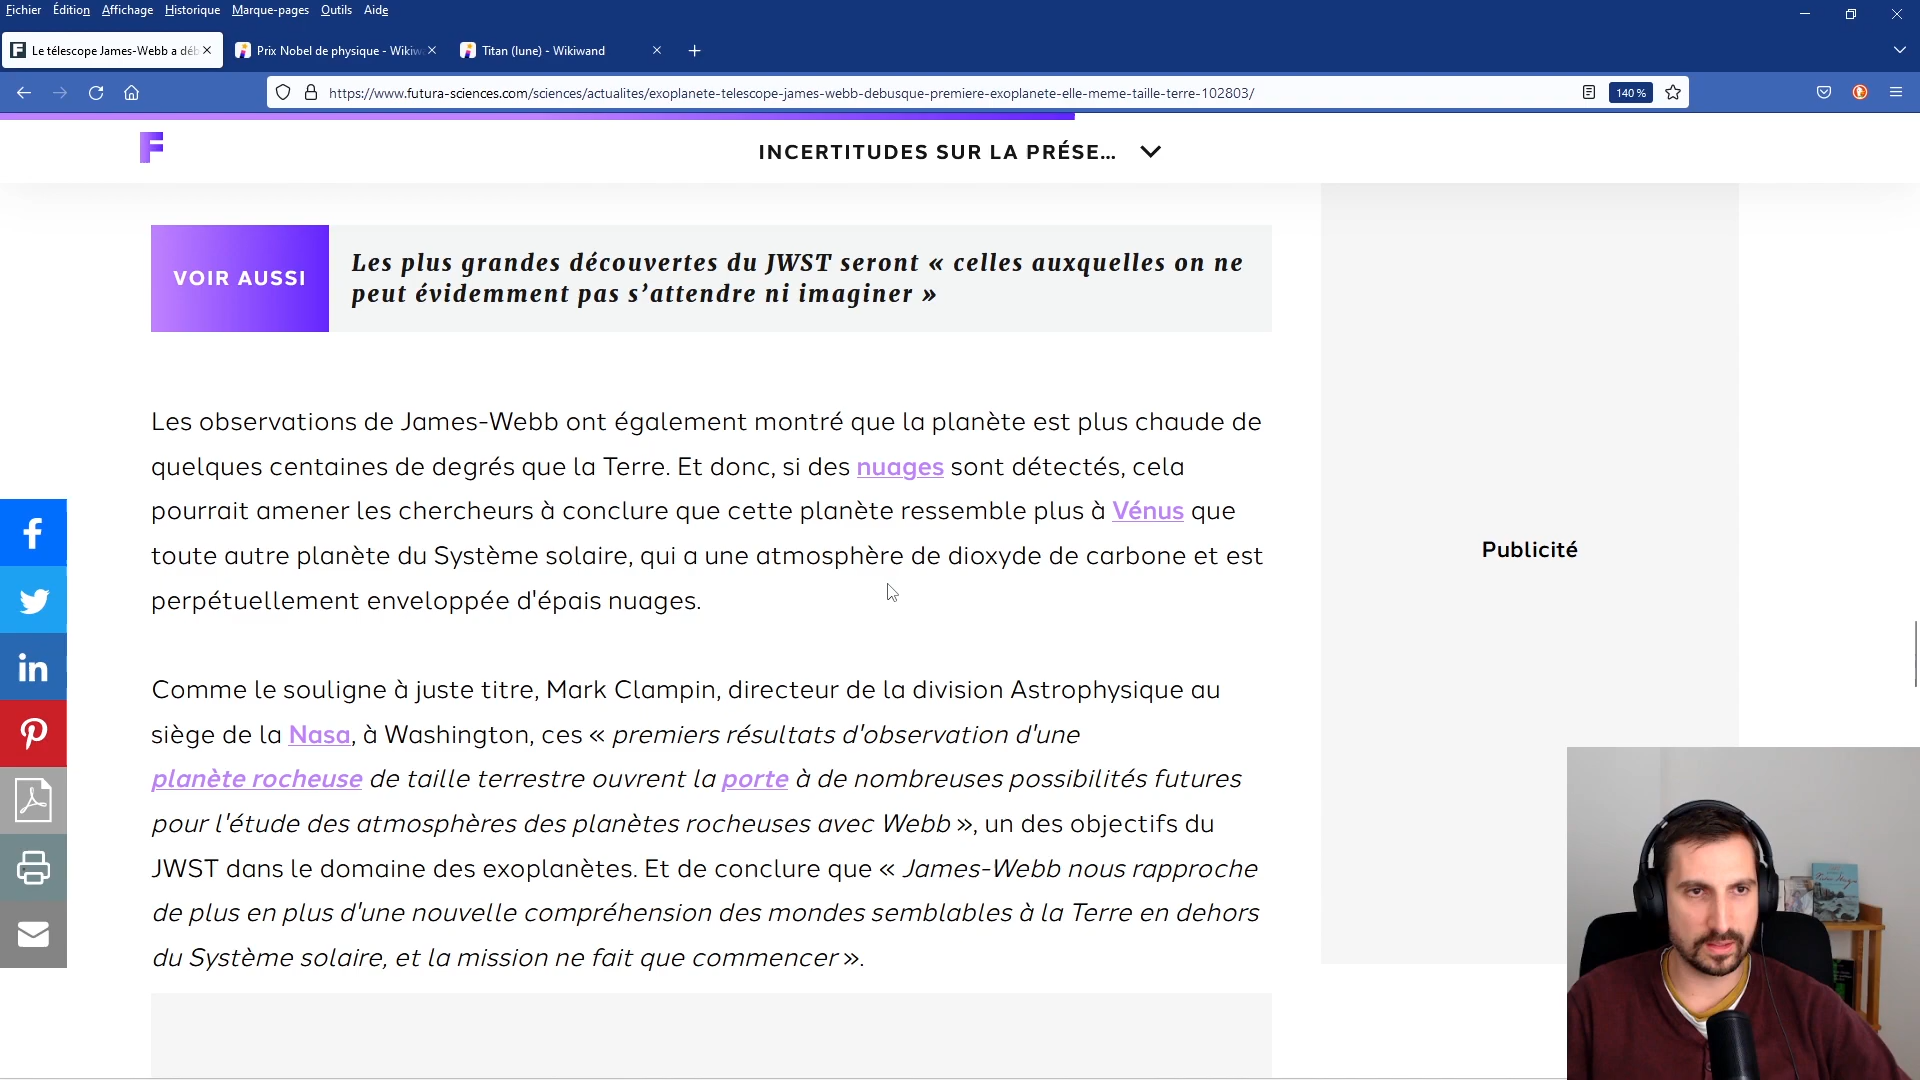 Fichier Édition Affichage Historique Marque-pages Outils Aide
Le télescope James-Webb a déb
Prix Nobel de physique - Wikiw
Titan (lune) - Wikiwand
https://www.futura-sciences.com/sciences/actualites/exoplanete-telescope-james-webb-debusque-premiere-exoplanete-elle-meme-taille-terre-102803/
140 %
F
INCERTITUDES SUR LA PRÉSE...
VOIR AUSSI
Les plus grandes découvertes du JWST seront « celles auxquelles on ne
peut évidemment pas s’attendre ni imaginer »
Les observations de James-Webb ont également montré que la planète est plus chaude de
quelques centaines de degrés que la Terre. Et donc, si des nuages sont détectés, cela
pourrait amener les chercheurs à conclure que cette planète ressemble plus à Vénus que
toute autre planète du Système solaire, qui a une atmosphère de dioxyde de carbone et est
perpétuellement enveloppée d'épais nuages.
Publicité
Comme le souligne à juste titre, Mark Clampin, directeur de la division Astrophysique au
siège de la Nasa, à Washington, ces « premiers résultats d'observation d'une
planète rocheuse de taille terrestre ouvrent la porte à de nombreuses possibilités futures
pour l'étude des atmosphères des planètes rocheuses avec Webb », un des objectifs du
JWST dans le domaine des exoplanètes. Et de conclure que « James-Webb nous rapproche
de plus en plus d'une nouvelle compréhension des mondes semblables à la Terre en dehors
du Système solaire, et la mission ne fait que commencer ».